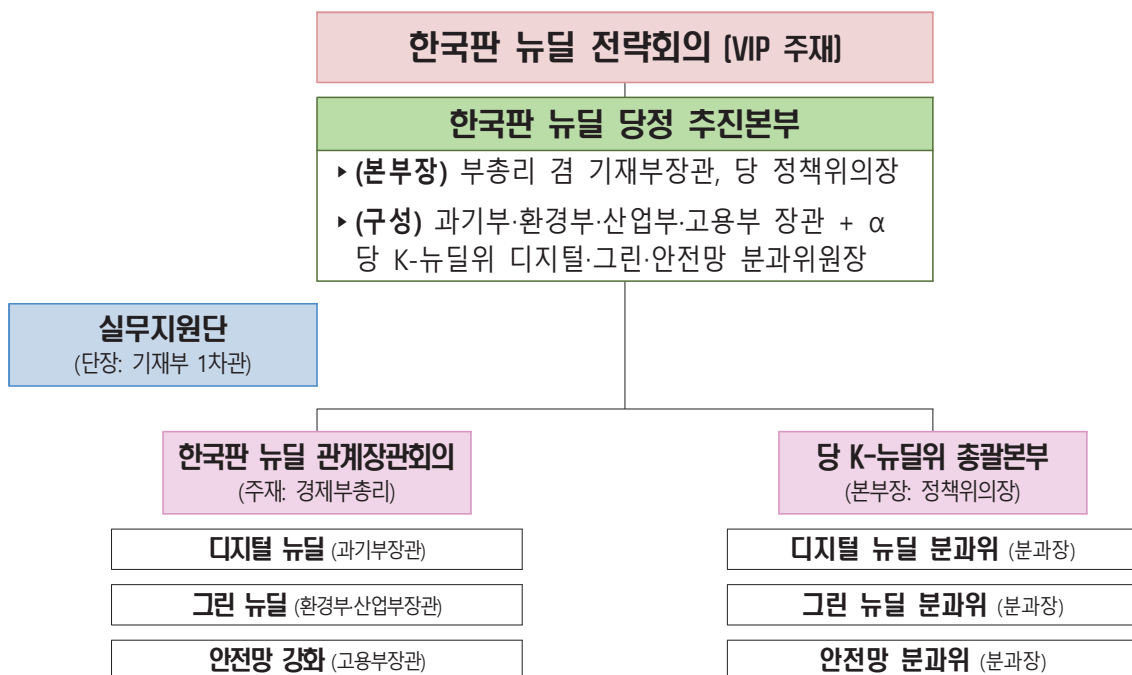 한국판 뉴딜 전략회의 (VIP 주재)
한국판 뉴딜 당정 추진본부
▸ (본부장) 부총리 겸 기재부장관, 당 정책위의장
▸ (구성) 과기부·환경부·산업부·고용부 장관 + α
당 K-뉴딜위 디지털·그린·안전망 분과위원장
실무지원단
(단장: 기재부 1차관)
한국판 뉴딜 관계장관회의
(주재: 경제부총리)
디지털 뉴딜 (과기부장관)
그린 뉴딜 (환경부·산업부장관)
안전망 강화 (고용부장관)
당 K-뉴딜위 총괄본부
(본부장: 정책위의장)
디지털 뉴딜 분과위 (분과장)
그린 뉴딜 분과위 (분과장)
안전망 분과위 (분과장)